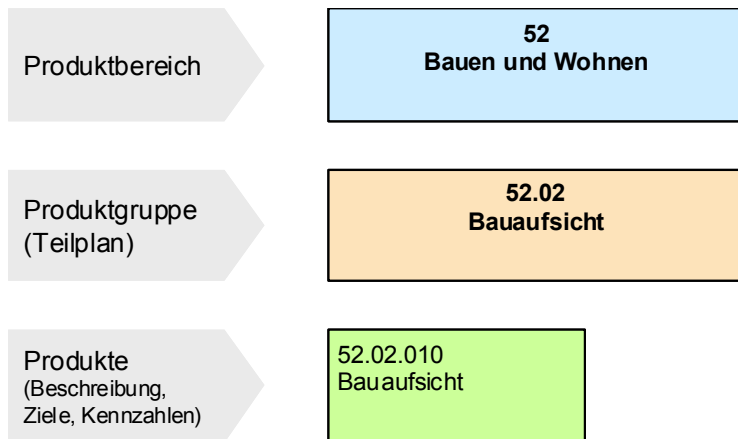 Produktbereich
52
Bauen und Wohnen
Produktgruppe
(Teilplan)
52.02
Bauaufsicht
Produkte
(Beschreibung,
Ziele, Kennzahlen)
52.02.010
Bauaufsicht